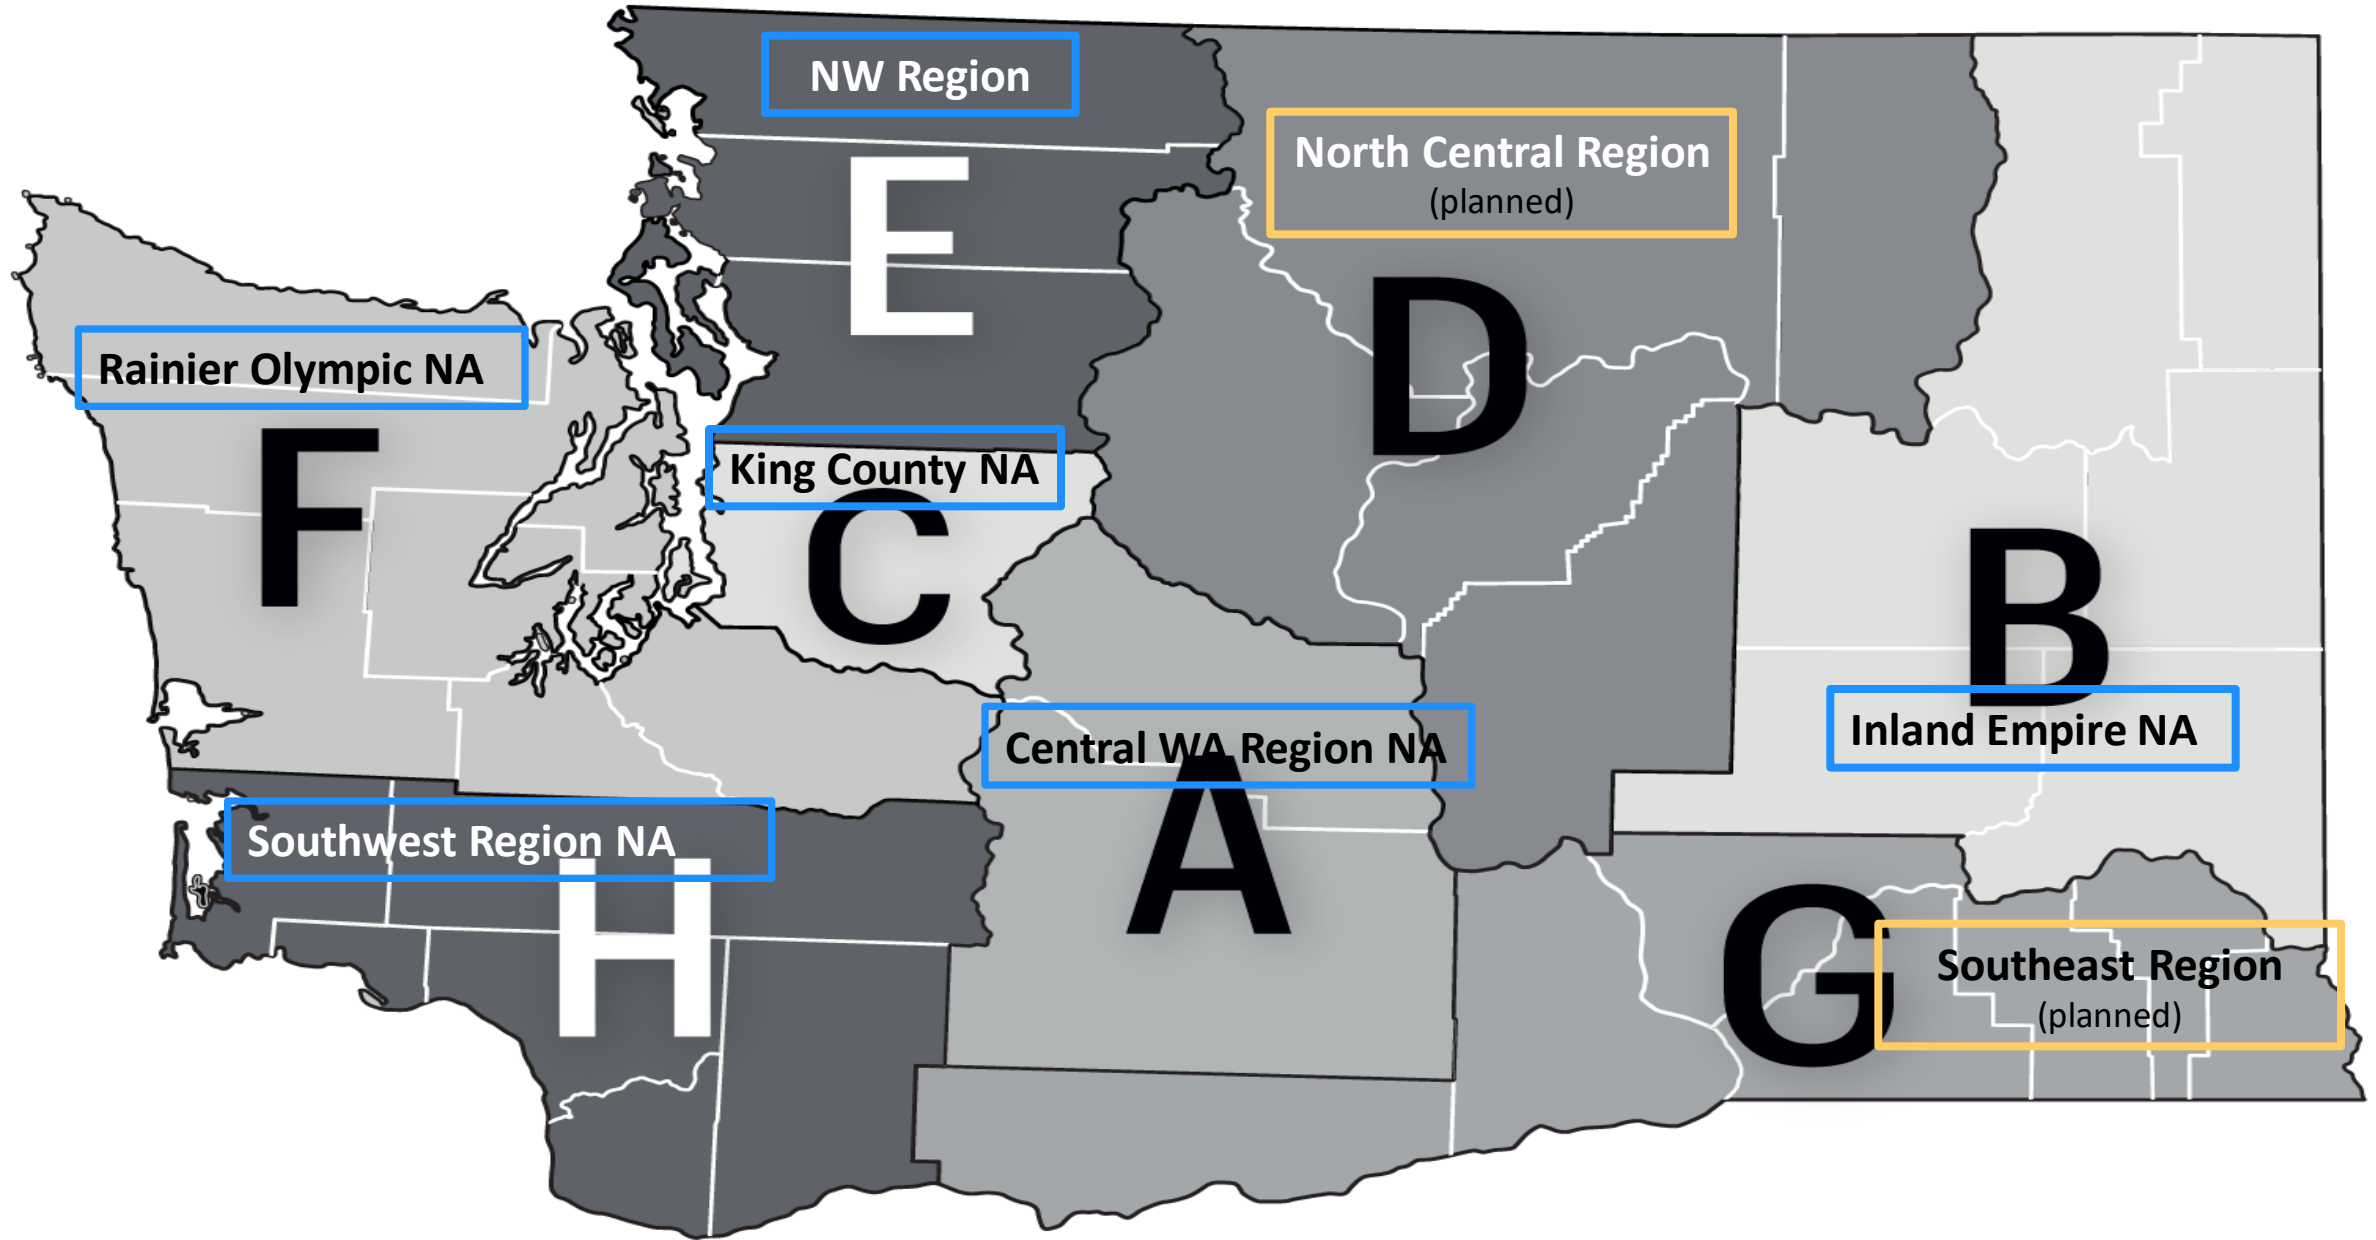 NW Region
North Central Region
(planned)
E
D
Rainier Olympic NA
F
King County NA
C
B
Inland Empire NA
Central WA Region NA
A
Southwest Region NA
H
G
Southeast Region
(planned)